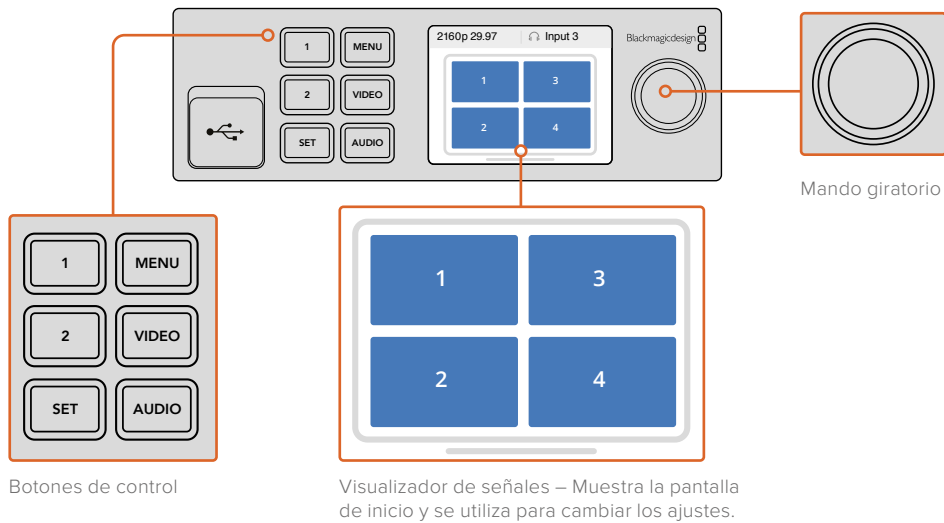 1 MENU
2 VIDEO
SET AUDIO
2160p 29.97 Input 3
1 3
2 4
Blackmagicdesign
Mando giratorio
1 MENU
2 VIDEO
SET AUDIO
Botones de control
1 3
2 4
Visualizador de señales – Muestra la pantalla
de inicio y se utiliza para cambiar los ajustes.